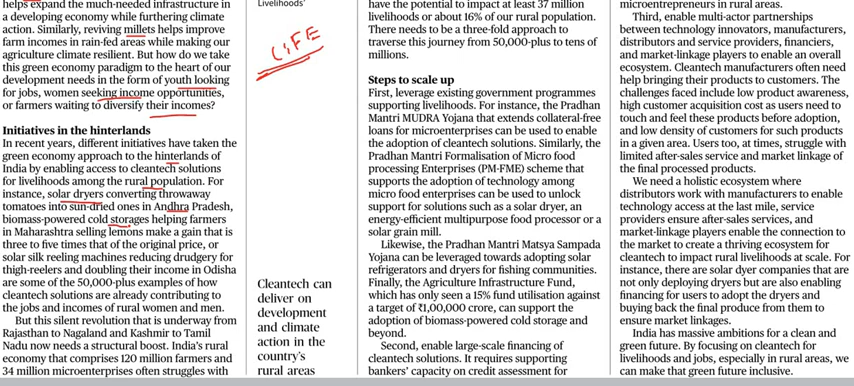 helps expand the much-needed infrastructure in
a developing economy while furthering climate
action. Similarly, reviving millets helps improve
farm incomes in rain-fed areas while making our
agriculture climate resilient. But how do we take
this green economy paradigm to the heart of our
development needs in the form of youth looking
for jobs, women seeking income opportunities,
or farmers waiting to diversify their incomes?
Initiatives in the hinterlands
In recent years, different initiatives have taken the
green economy approach to the hinterlands of
India by enabling access to cleantech solutions
for livelihoods among the rural population. For
instance, solar dryers converting throwaway
tomatoes into sun-dried ones in Andhra Pradesh,
biomass-powered cold storages helping farmers
in Maharashtra selling lemons make a gain that is
three to five times that of the original price, or
solar silk reeling machines reducing drudgery for
thigh-reelers and doubling their income in Odisha
are some of the 50,000-plus examples of how
cleantech solutions are already contributing to
the jobs and incomes of rural women and men.
But this silent revolution that is underway from
Rajasthan to Nagaland and Kashmir to Tamil
Nadu now needs a structural boost. India's rural
economy that comprises 120 million farmers and
34 million microenterprises often struggles with
Livelihoods'
LIFE
Cleantech can
deliver on
development
and climate
action in the
country's
rural areas
have the potential to impact at least 37 million
livelihoods or about 16% of our rural population.
There needs to be a three-fold approach to
traverse this journey from 50,000-plus to tens of
millions.
Steps to scale up
First, leverage existing government programmes
supporting livelihoods. For instance, the Pradhan
Mantri MUDRA Yojana that extends collateral-free
loans for microenterprises can be used to enable
the adoption of cleantech solutions. Similarly, the
Pradhan Mantri Formalisation of Micro food
processing Enterprises (PM-FME) scheme that
supports the adoption of technology among
micro food enterprises can be used to unlock
support for solutions such as a solar dryer, an
energy-efficient multipurpose food processor or a
solar grain mill.
Likewise, the Pradhan Mantri Matsya Sampada
Yojana can be leveraged towards adopting solar
refrigerators and dryers for fishing communities.
Finally, the Agriculture Infrastructure Fund,
which has only seen a 15% fund utilisation against
a target of ₹1,00,000 crore, can support the
adoption of biomass-powered cold storage and
beyond.
Second, enable large-scale financing of
cleantech solutions. It requires supporting
bankers' capacity on credit assessment for
microentrepreneurs in rural areas.
Third, enable multi-actor partnerships
between technology innovators, manufacturers,
distributors and service providers, financiers,
and market-linkage players to enable an overall
ecosystem. Cleantech manufacturers often need
help bringing their products to customers. The
challenges faced include low product awareness,
high customer acquisition cost as users need to
touch and feel these products before adoption,
and low density of customers for such products
in a given area. Users too, at times, struggle with
limited after-sales service and market linkage of
the final processed products.
We need a holistic ecosystem where
distributors work with manufacturers to enable
technology access at the last mile, service
providers ensure after-sales services, and
market-linkage players enable the connection to
the market to create a thriving ecosystem for
cleantech to impact rural livelihoods at scale. For
instance, there are solar dyer companies that are
not only deploying dryers but are also enabling
financing for users to adopt the dryers and
buying back the final produce from them to
ensure market linkages.
India has massive ambitions for a clean and
green future. By focusing on cleantech for
livelihoods and jobs, especially in rural areas, we
can make that green future inclusive.